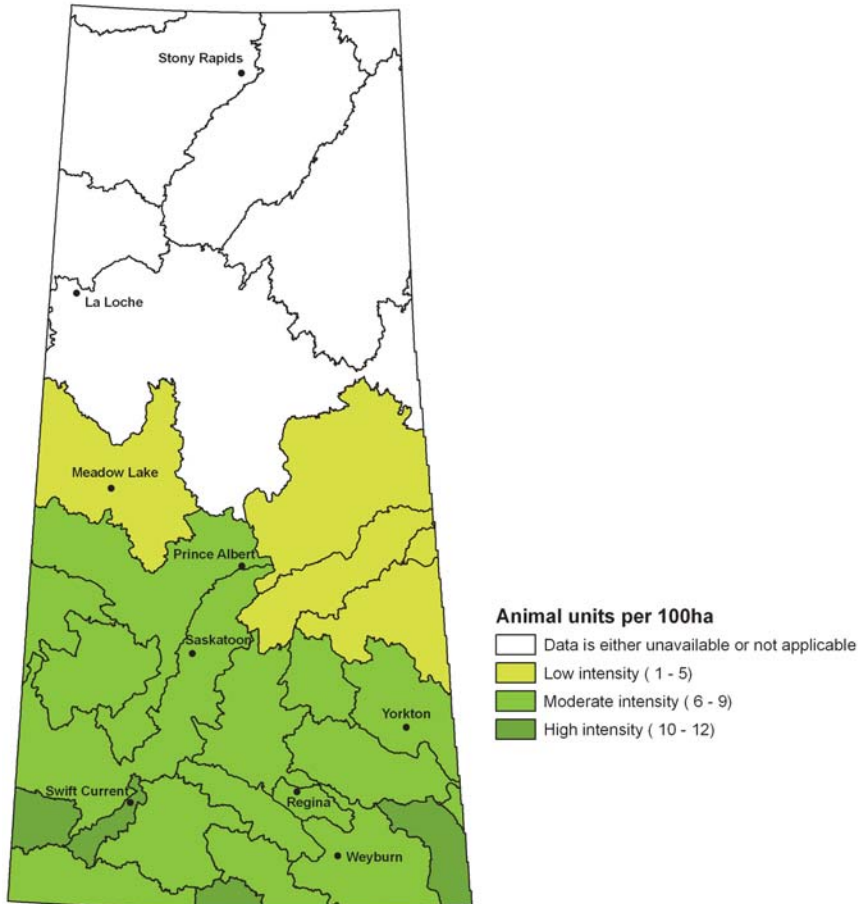 Stony Rapids
La Loche
Meadow Lake
Prince Albert
Saskatoon
Animal units per 100ha
Data is either unavailable or not applicable
Low intensity ( 1 - 5)
Moderate intensity ( 6 - 9)
High intensity ( 10 - 12)
Yorkton
Swift Current
Regina
Weyburn